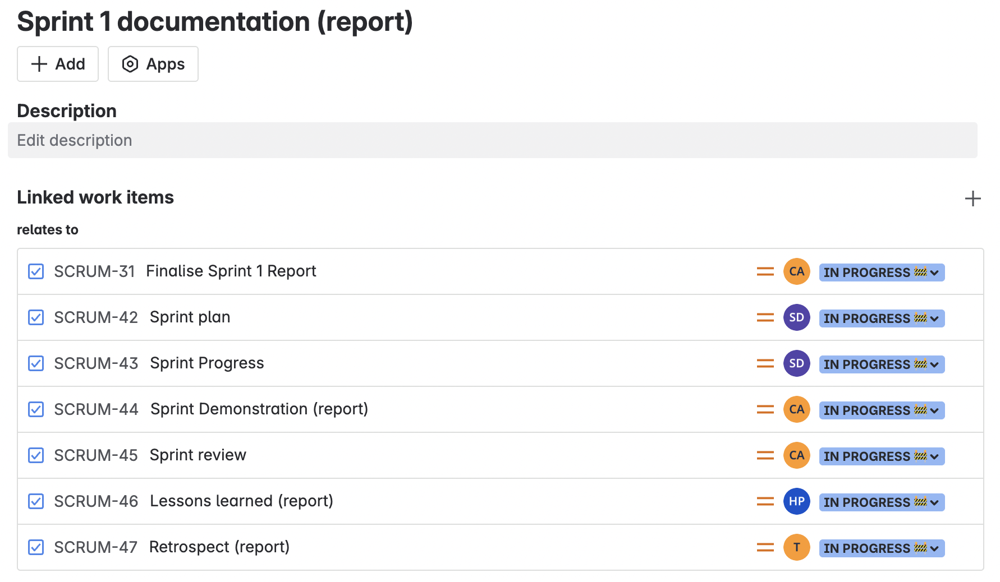 Sprint 1 documentation (report)
Add Apps
Description
Edit description
Linked work items
relates to
SCRUM-31 Finalise Sprint 1 Report CA IN PROGRESS 🚧
SCRUM-42 Sprint plan SD IN PROGRESS 🚧
SCRUM-43 Sprint Progress SD IN PROGRESS 🚧
SCRUM-44 Sprint Demonstration (report) CA IN PROGRESS 🚧
SCRUM-45 Sprint review CA IN PROGRESS 🚧
SCRUM-46 Lessons learned (report) HP IN PROGRESS 🚧
SCRUM-47 Retrospect (report) T IN PROGRESS 🚧